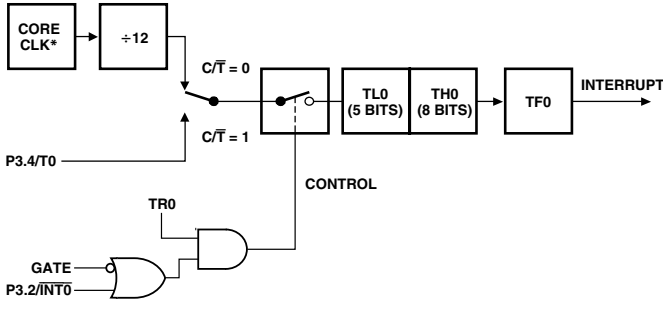 CORE
CLK*
÷12
C/T̅ = 0
C/T̅ = 1
TL0
(5 BITS)
TH0
(8 BITS)
TF0
INTERRUPT
P3.4/T0
CONTROL
TR0
GATE
P3.2/I̅N̅T̅0̅